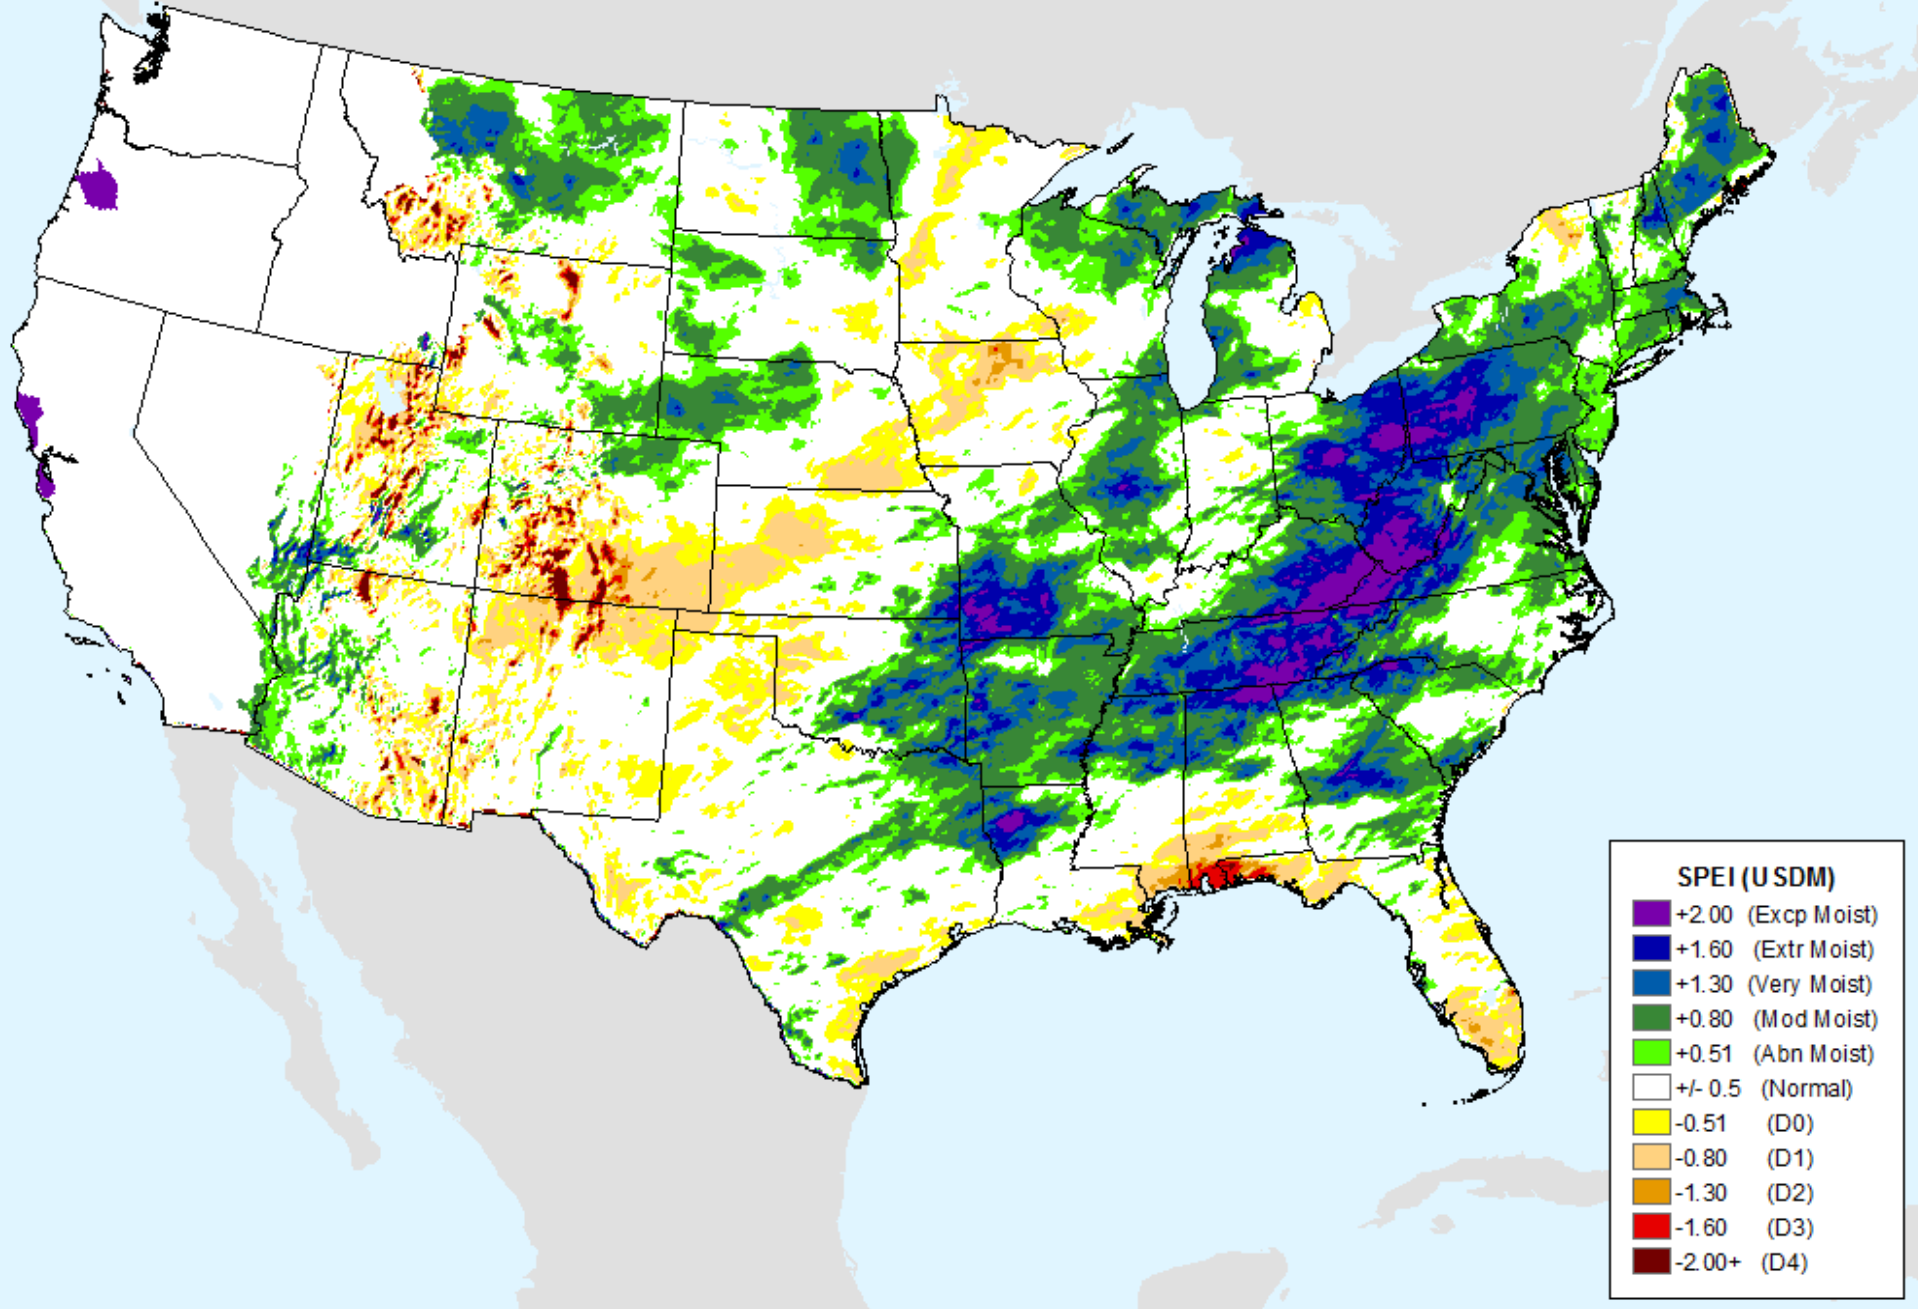 SPEI (USDM)
+2.00 (Excp Moist)
+1.60 (Extr Moist)
+1.30 (Very Moist)
+0.80 (Mod Moist)
+0.51 (Abn Moist)
+/- 0.5 (Normal)
-0.51 (D0)
-0.80 (D1)
-1.30 (D2)
-1.60 (D3)
-2.00+ (D4)